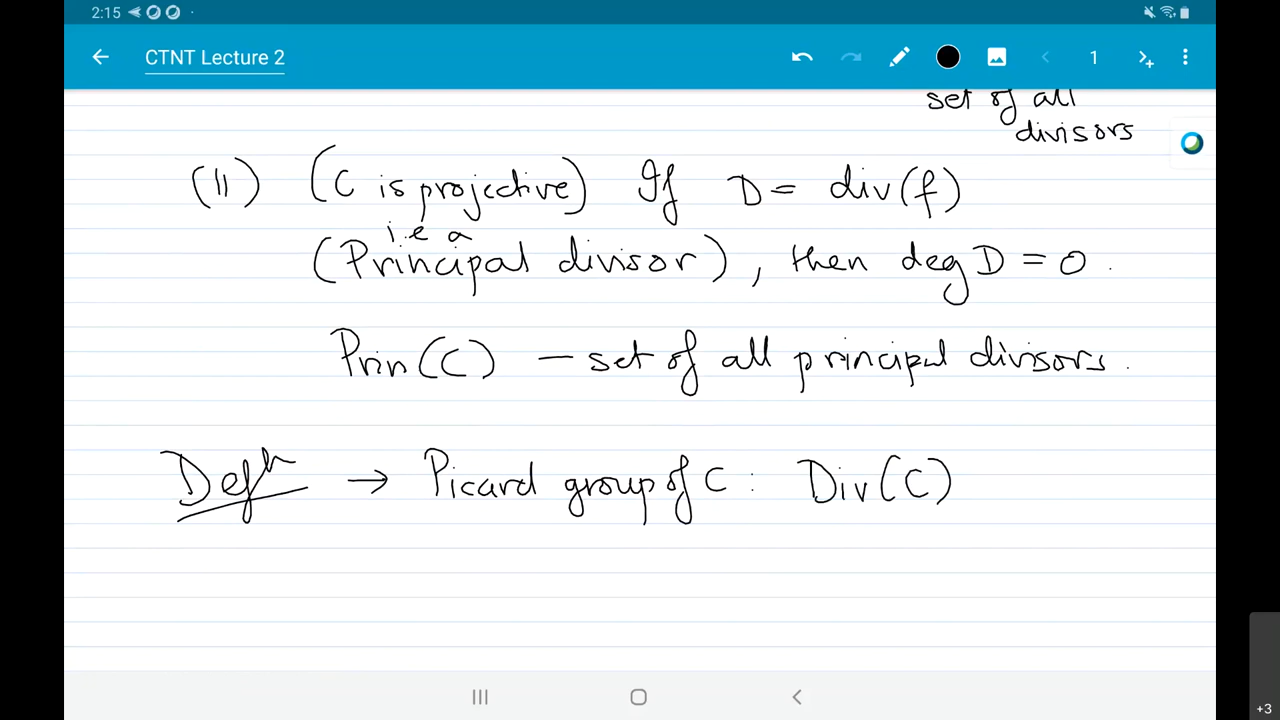 2:15
CTNT Lecture 2
1
set of all
divisors
(11) (C is projective) If D = div(f)
i.e a
(Principal divisor), then deg D = 0.
Prin(C) — set of all principal divisors.
Defn → Picard group of C : Div(C)
+3